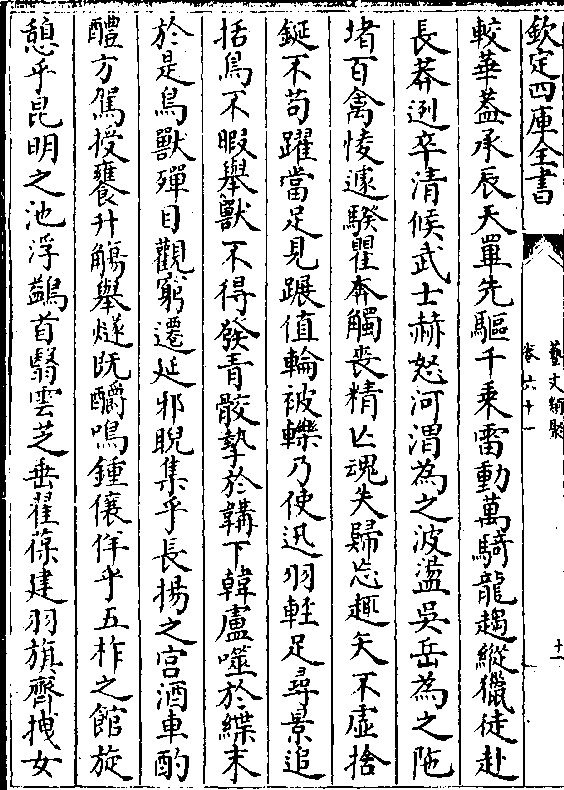 欽定四庫全書
藝文類聚
卷六十一
十一
較華蓋承辰天罼先驅千乘雷動萬騎龍趨縱獵徒赴
長莽迾卒清候武士赫怒河渭為之波盪吳岳為之陁
堵百禽㥄遽騤瞿奔觸喪精亡魂失歸忘趣矢不虛捨
鋋不苟躍當足見蹍值輪被轢乃使迅羽輕足尋景追
括鳥不暇舉獸不得發青骹摯於韝下韓盧噬於緤末
於是鳥獸殫目觀窮遷延邪睨集乎長揚之宫酒車酌
醴方駕授饔升觴舉燧既釂鳴鍾儴佯乎五柞之館旋
憩乎昆明之池浮鷁首翳雲芝垂翟葆建羽旗齊拽女